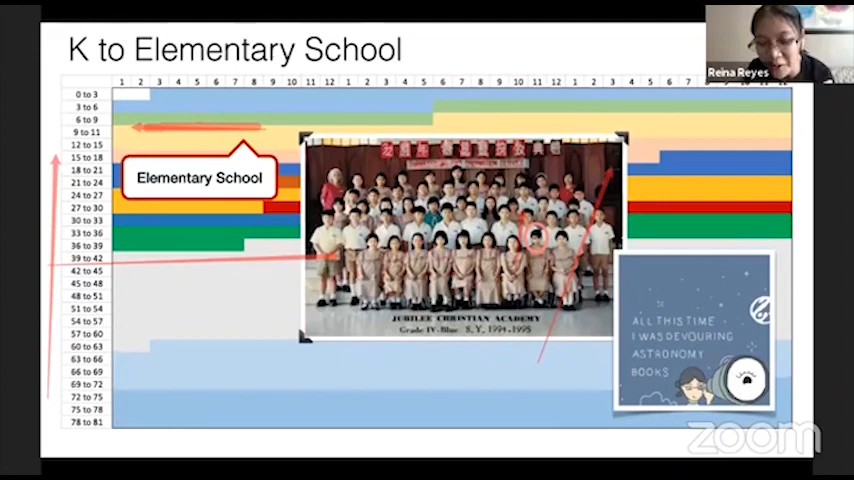 K to Elementary School
Reina Reyes
1 2 3 4 5 6 7 8 9 10 11 12 1 2 3 4 5 6 7 8 9 10 11 12 1 2 3 6 7 8
0 to 3
3 to 6
6 to 9
9 to 11
12 to 15
15 to 18
18 to 21
21 to 24
24 to 27
27 to 30
30 to 33
33 to 36
36 to 39
39 to 42
42 to 45
45 to 48
48 to 51
51 to 54
54 to 57
57 to 60
60 to 63
63 to 66
66 to 69
69 to 72
72 to 75
75 to 78
78 to 81
Elementary School
JUBILEE CHRISTIAN ACADEMY
Grade IV-Blue S.Y. 1994-1995
ALL THIS TIME
I WAS DEVOURING
ASTRONOMY
BOOKS
zoom